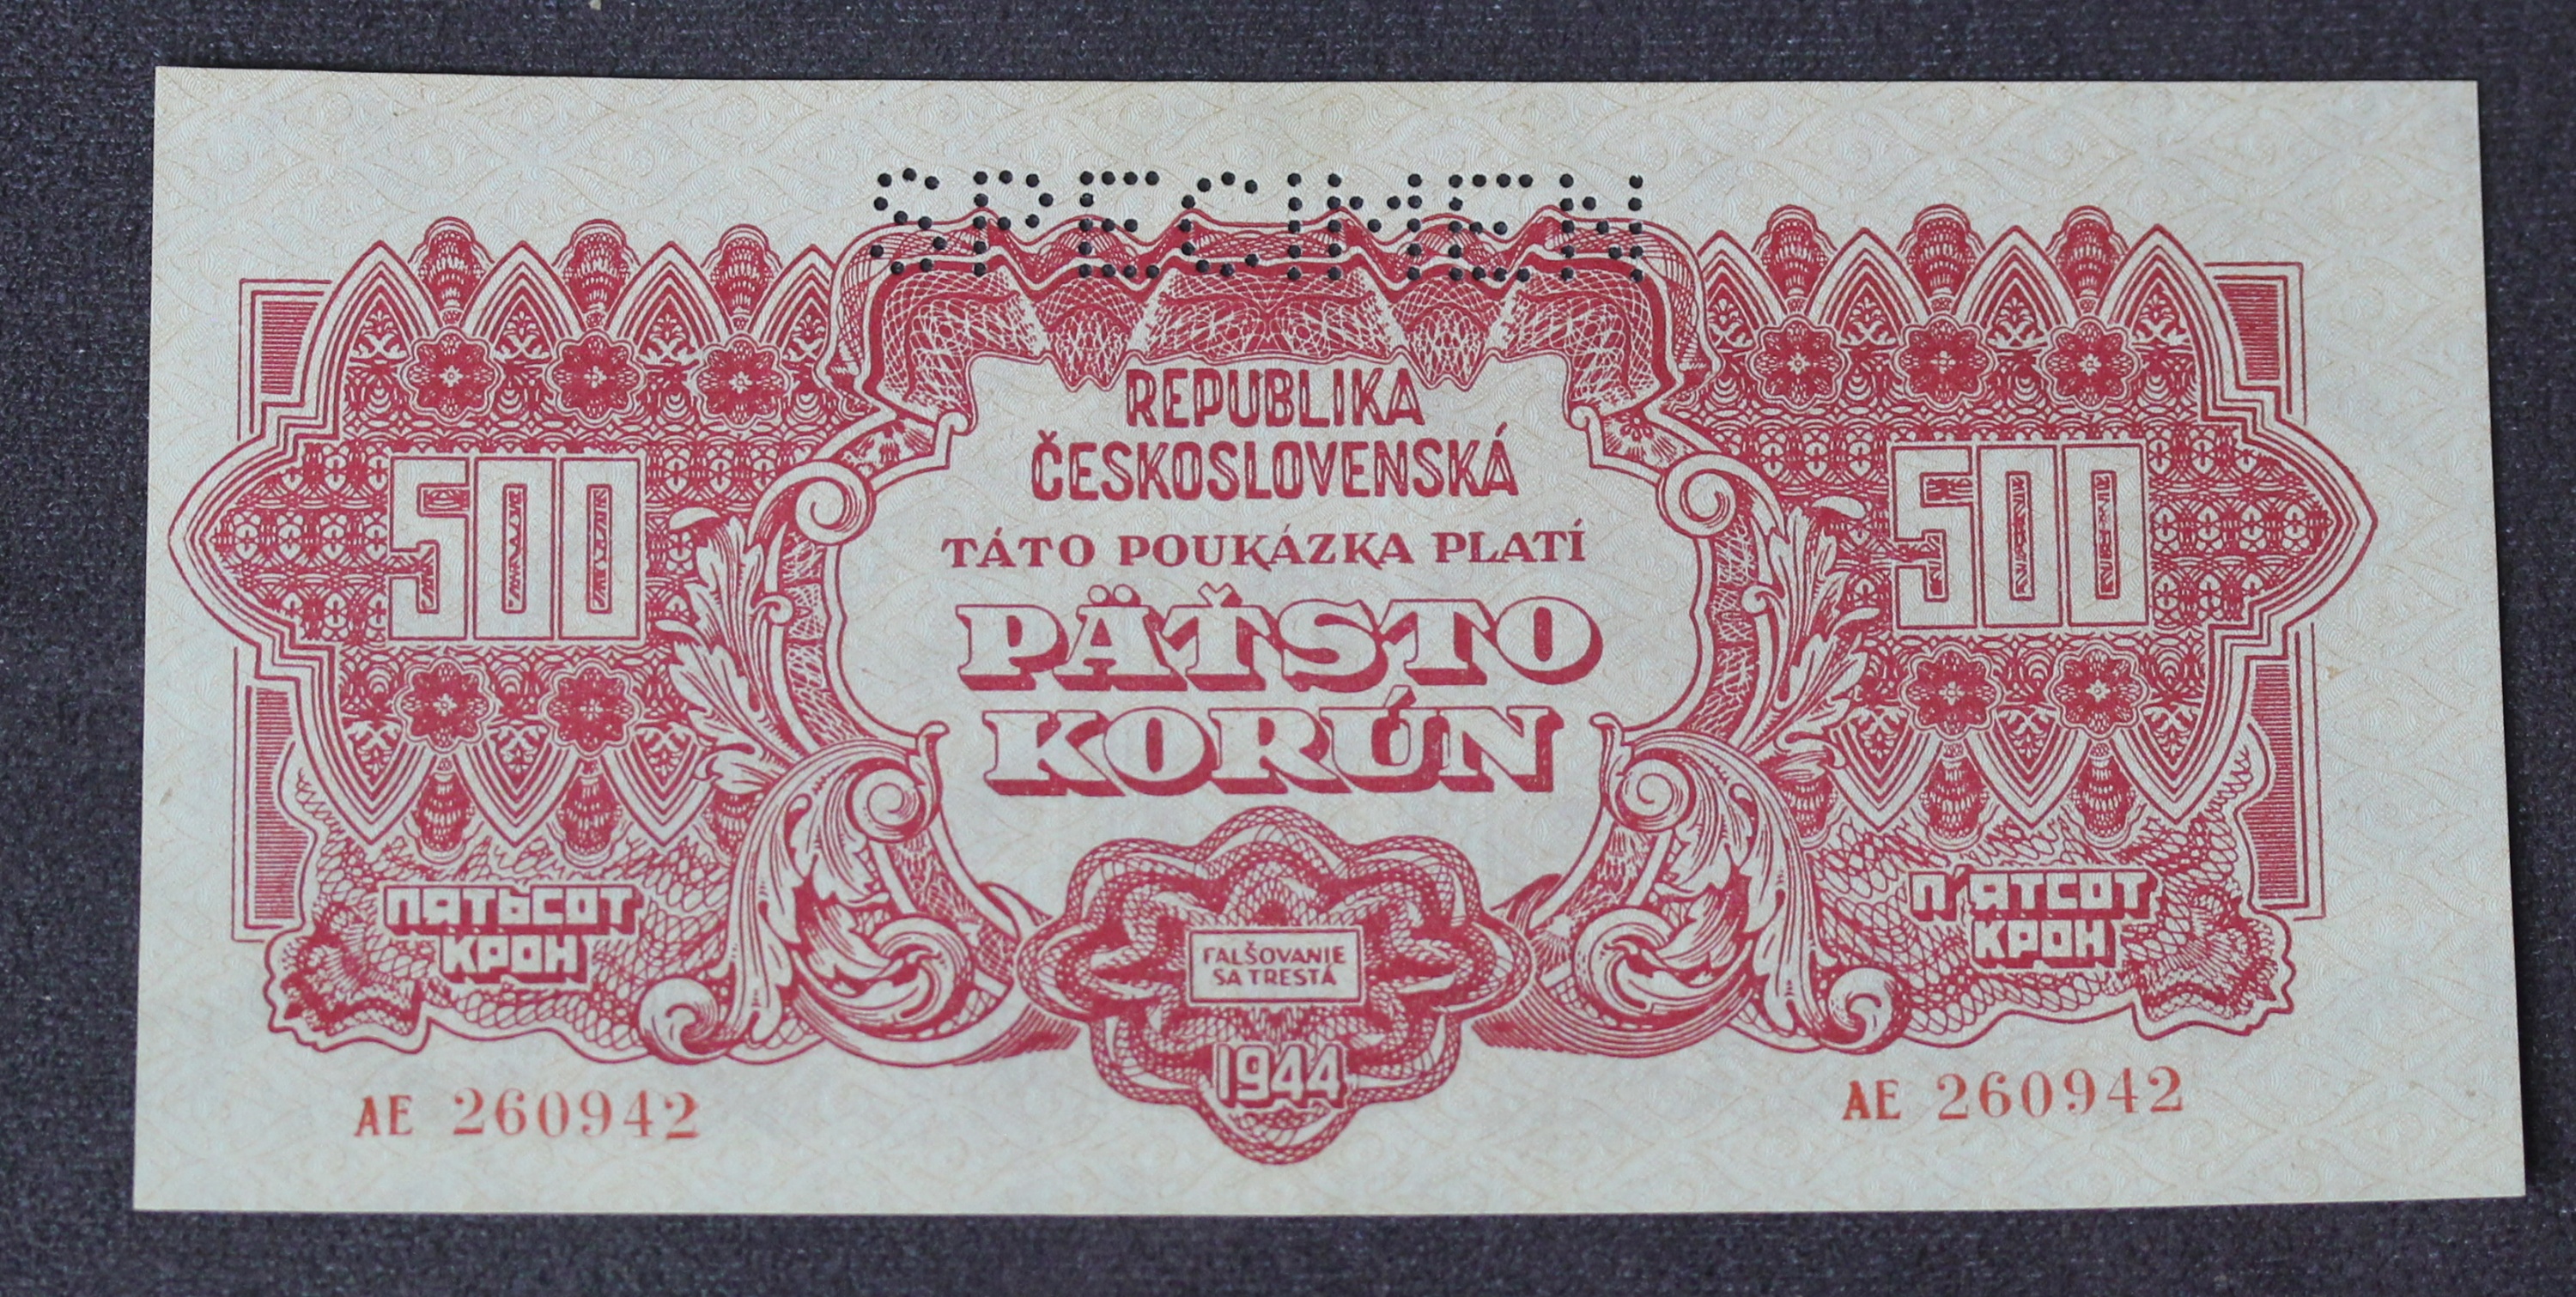 SPECIMEN
REPUBLIKA
ČESKOSLOVENSKÁ
TÁTO POUKÁZKA PLATÍ
PÄŤSTO
KORÚN
500
500
ПЯТЬСОТ
КРОН
П'ЯТСОТ
КРОН
FALŠOVANIE
SA TRESTÁ
1944
AE 260942
AE 260942